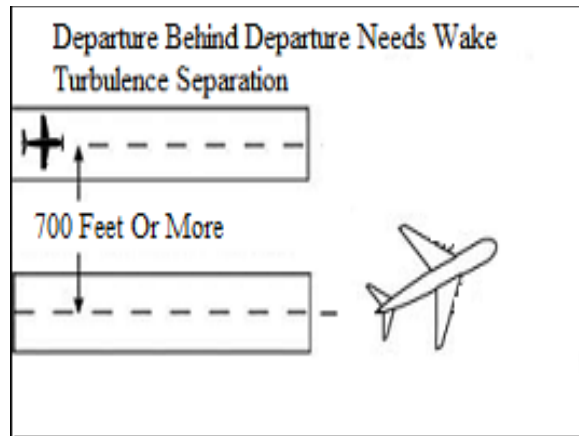 Departure Behind Departure Needs Wake
Turbulence Separation
700 Feet Or More